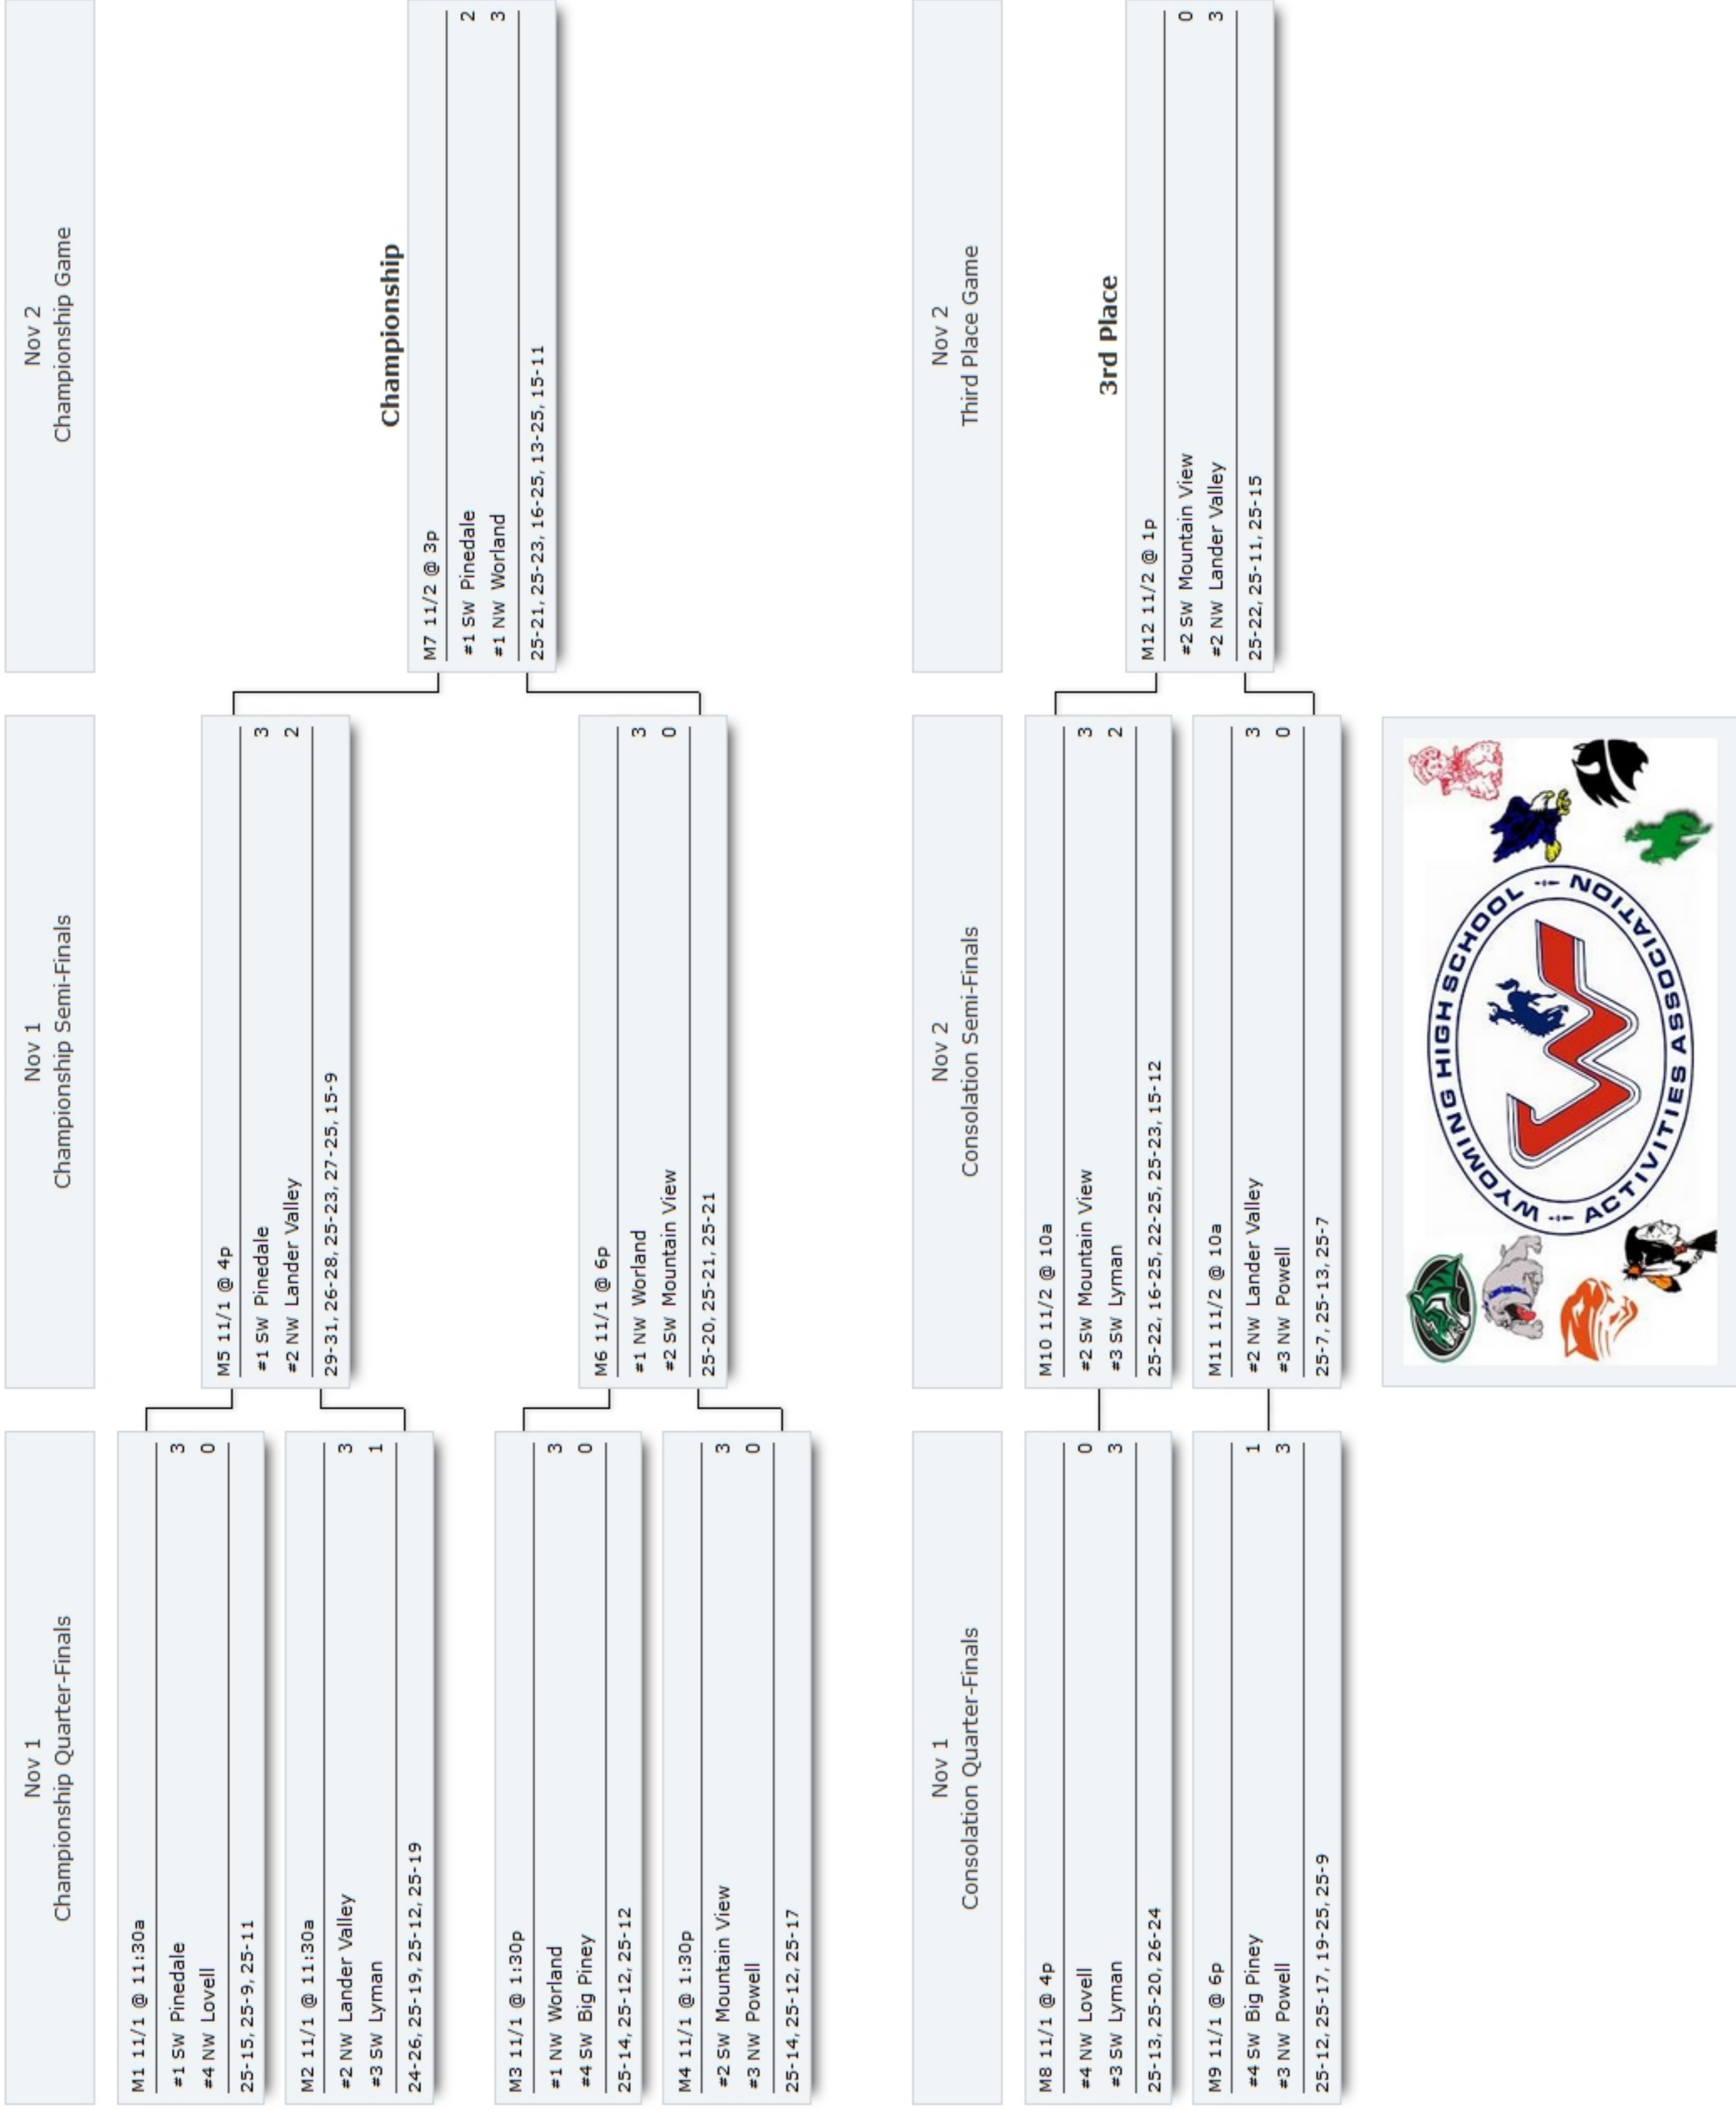 Nov 1
Championship Quarter-Finals
Nov 1
Championship Semi-Finals
Nov 2
Championship Game
M1 11/1 @ 11:30a
#1 SW Pinedale 3
#4 NW Lovell 0
25-15, 25-9, 25-11
M2 11/1 @ 11:30a
#2 NW Lander Valley 3
#3 SW Lyman 1
24-26, 25-19, 25-12, 25-19
M3 11/1 @ 1:30p
#1 NW Worland 3
#4 SW Big Piney 0
25-14, 25-12, 25-12
M4 11/1 @ 1:30p
#2 SW Mountain View 3
#3 NW Powell 0
25-14, 25-12, 25-17
M5 11/1 @ 4p
#1 SW Pinedale 3
#2 NW Lander Valley 2
29-31, 26-28, 25-23, 27-25, 15-9
M6 11/1 @ 6p
#1 NW Worland 3
#2 SW Mountain View 0
25-20, 25-21, 25-21
Championship
M7 11/2 @ 3p
#1 SW Pinedale 2
#1 NW Worland 3
25-21, 25-23, 16-25, 13-25, 15-11
Nov 1
Consolation Quarter-Finals
Nov 2
Consolation Semi-Finals
Nov 2
Third Place Game
M8 11/1 @ 4p
#4 NW Lovell 0
#3 SW Lyman 3
25-13, 25-20, 26-24
M9 11/1 @ 6p
#4 SW Big Piney 1
#3 NW Powell 3
25-12, 25-17, 19-25, 25-9
M10 11/2 @ 10a
#2 SW Mountain View 3
#3 SW Lyman 2
25-22, 16-25, 22-25, 25-23, 15-12
M11 11/2 @ 10a
#2 NW Lander Valley 3
#3 NW Powell 0
25-7, 25-13, 25-7
3rd Place
M12 11/2 @ 1p
#2 SW Mountain View 0
#2 NW Lander Valley 3
25-22, 25-11, 25-15
WYOMING HIGH SCHOOL
ACTIVITIES ASSOCIATION
W